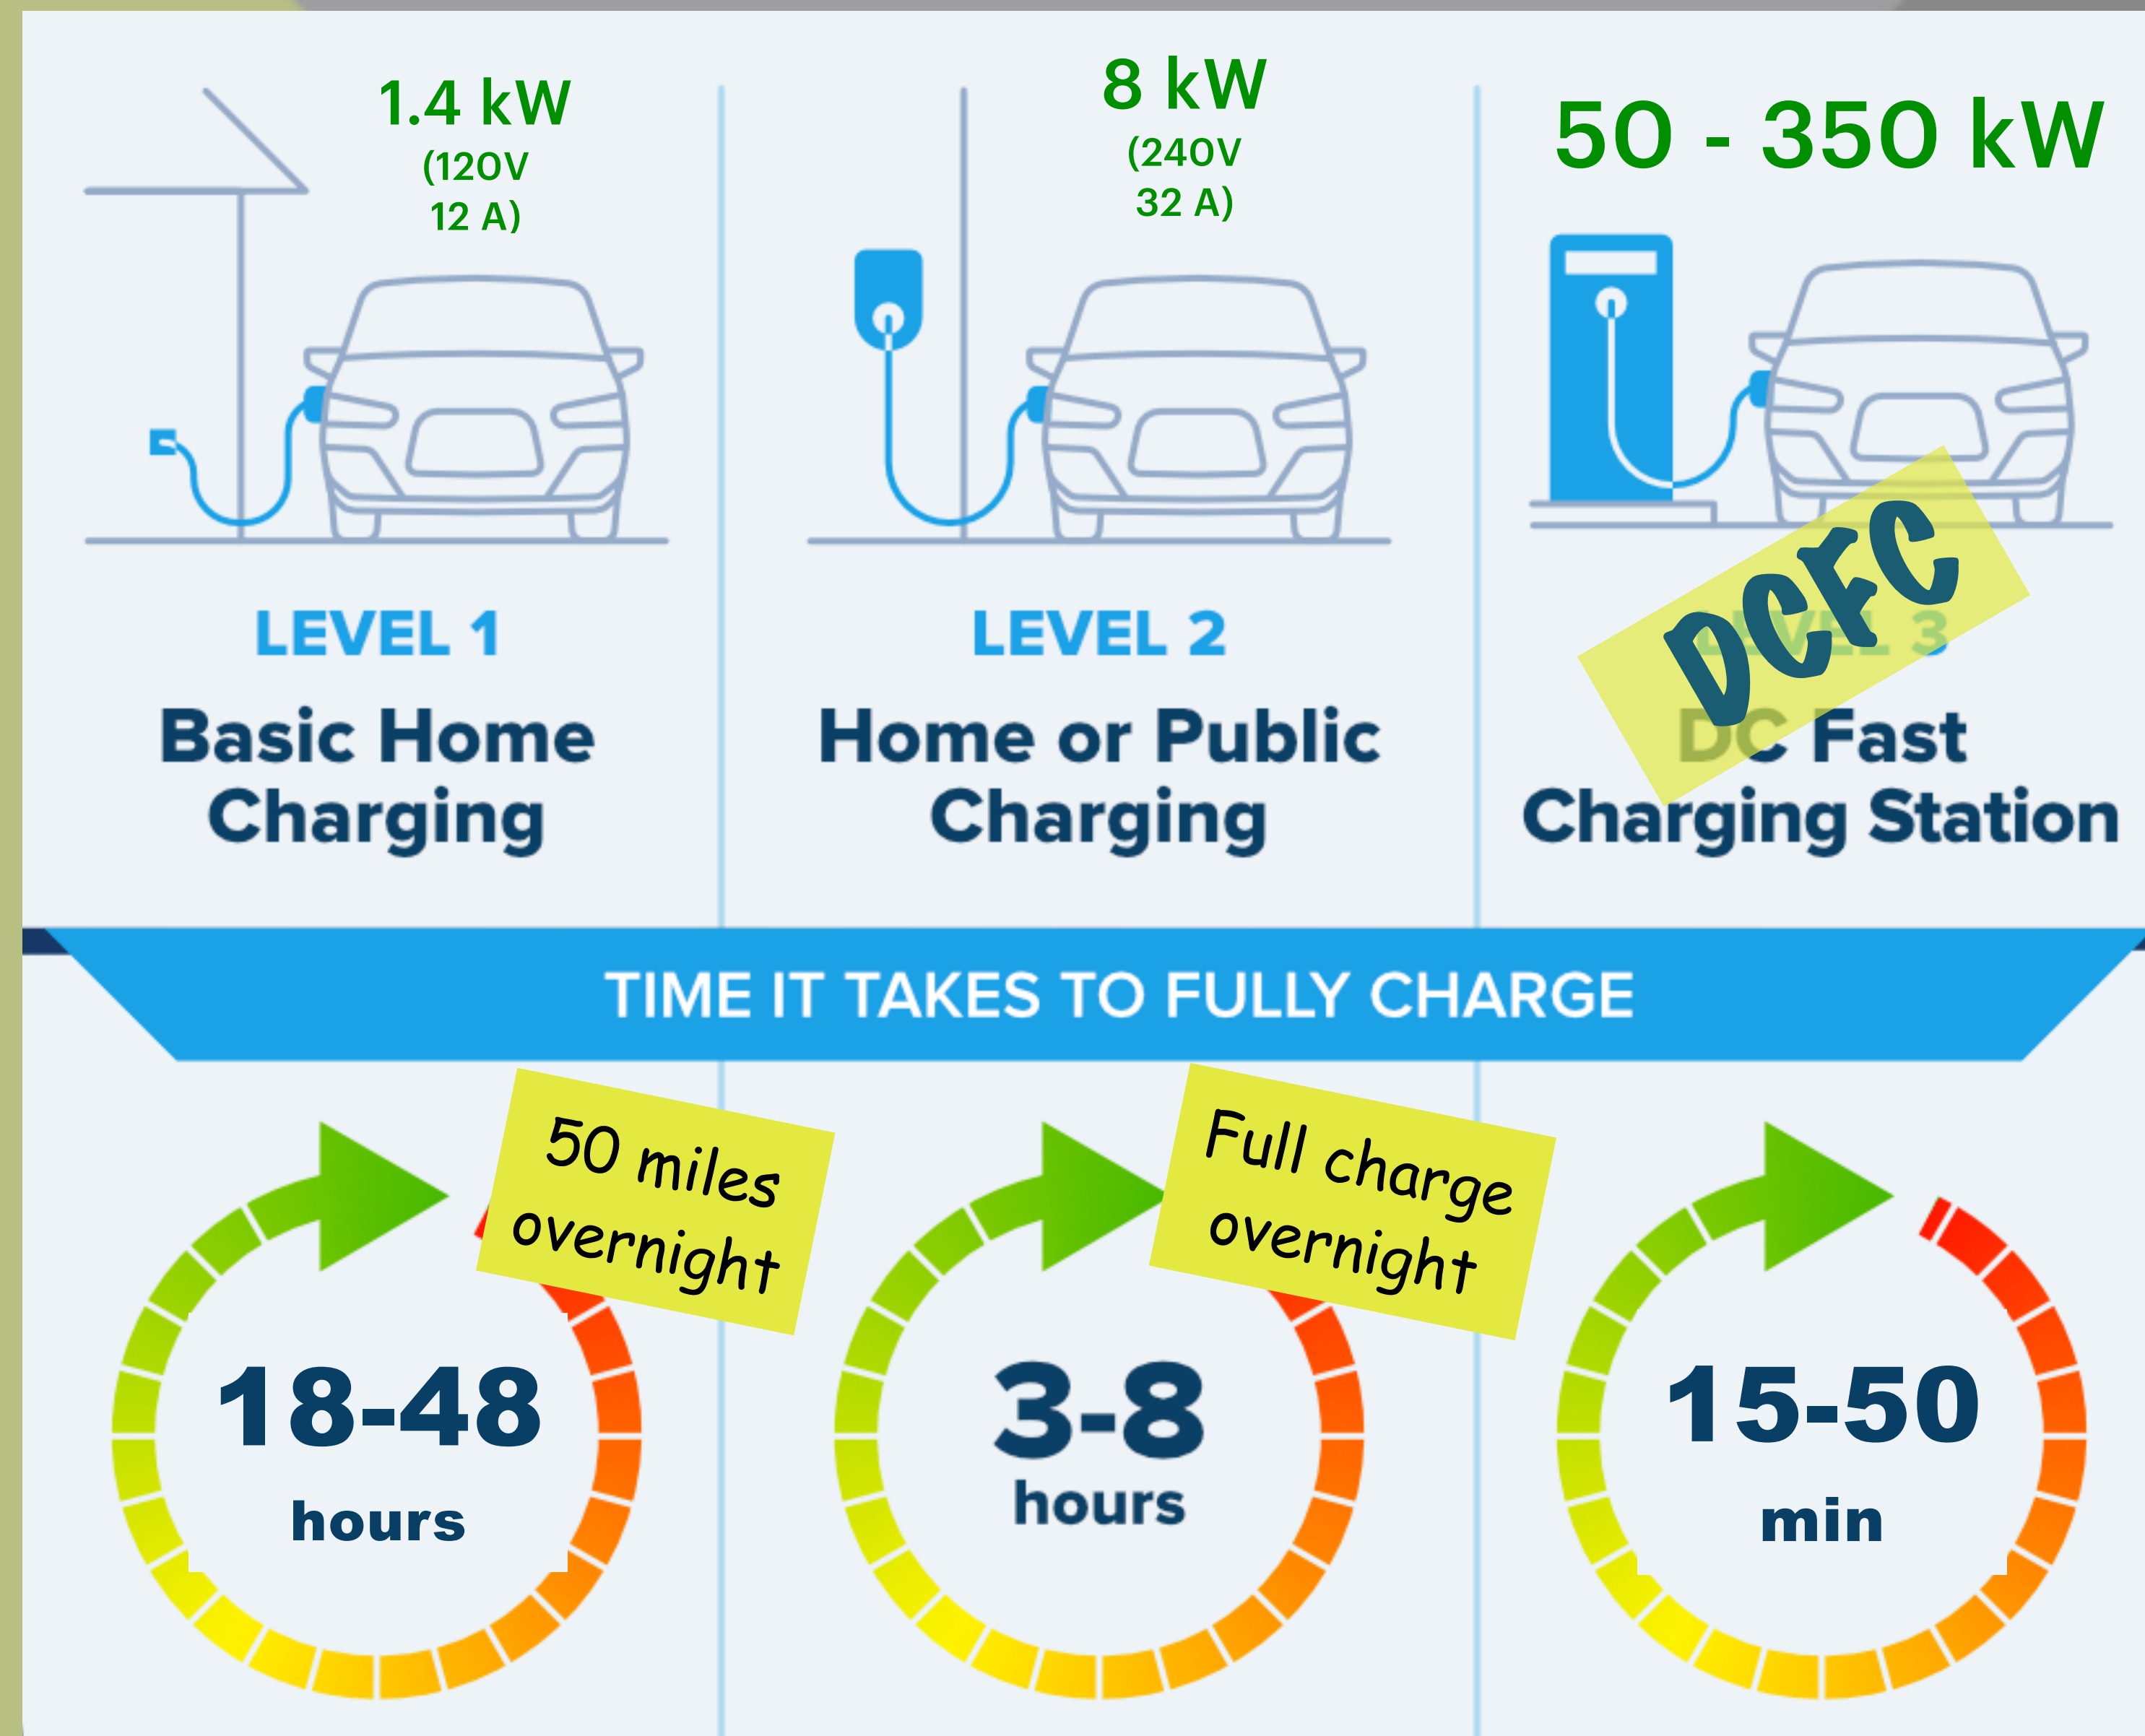 1.4 kW
(120V
12 A)
LEVEL 1
Basic Home
Charging
8 kW
(240V
32 A)
LEVEL 2
Home or Public
Charging
50 - 350 kW
DCFC
LEVEL 3
DC Fast
Charging Station
TIME IT TAKES TO FULLY CHARGE
50 miles
overnight
18-48
hours
Full charge
overnight
3-8
hours
15-50
min